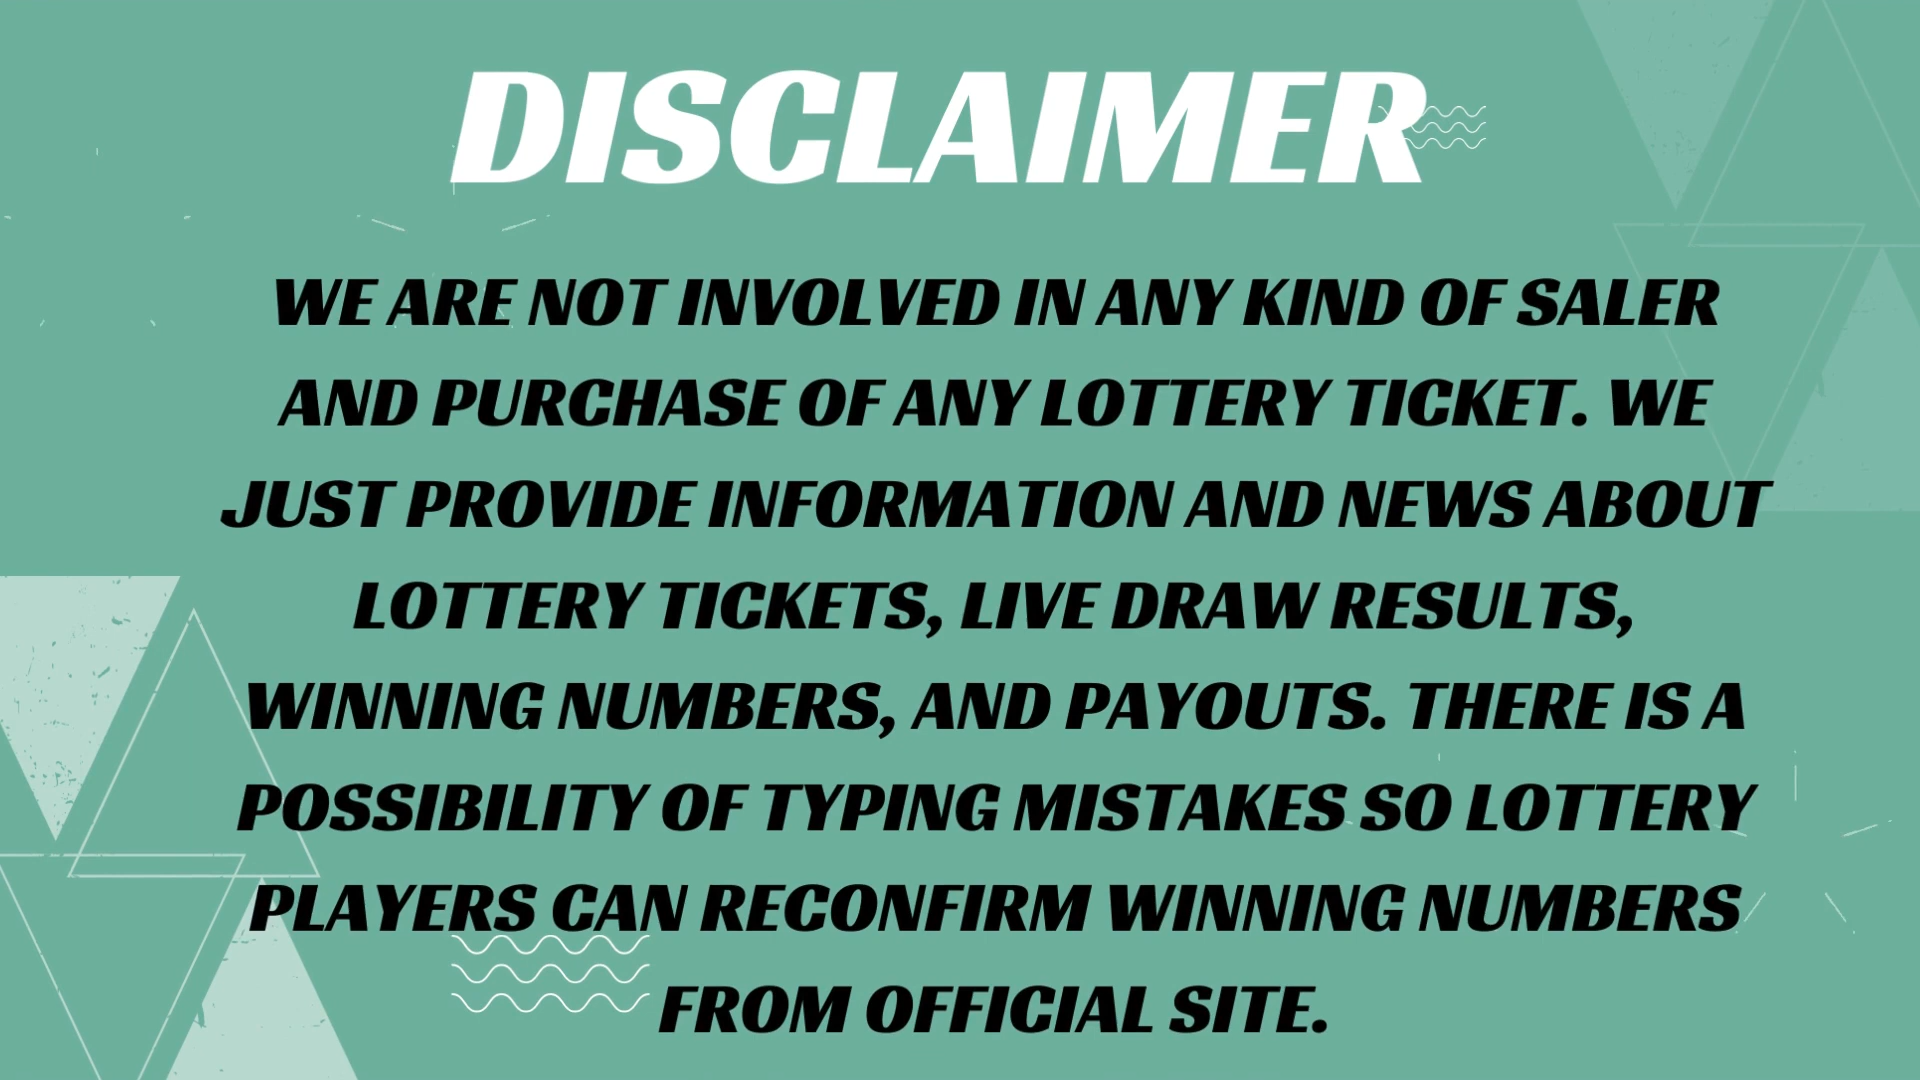 DISCLAIMER
WE ARE NOT INVOLVED IN ANY KIND OF SALER
AND PURCHASE OF ANY LOTTERY TICKET. WE
JUST PROVIDE INFORMATION AND NEWS ABOUT
LOTTERY TICKETS, LIVE DRAW RESULTS,
WINNING NUMBERS, AND PAYOUTS. THERE IS A
POSSIBILITY OF TYPING MISTAKES SO LOTTERY
PLAYERS CAN RECONFIRM WINNING NUMBERS
FROM OFFICIAL SITE.